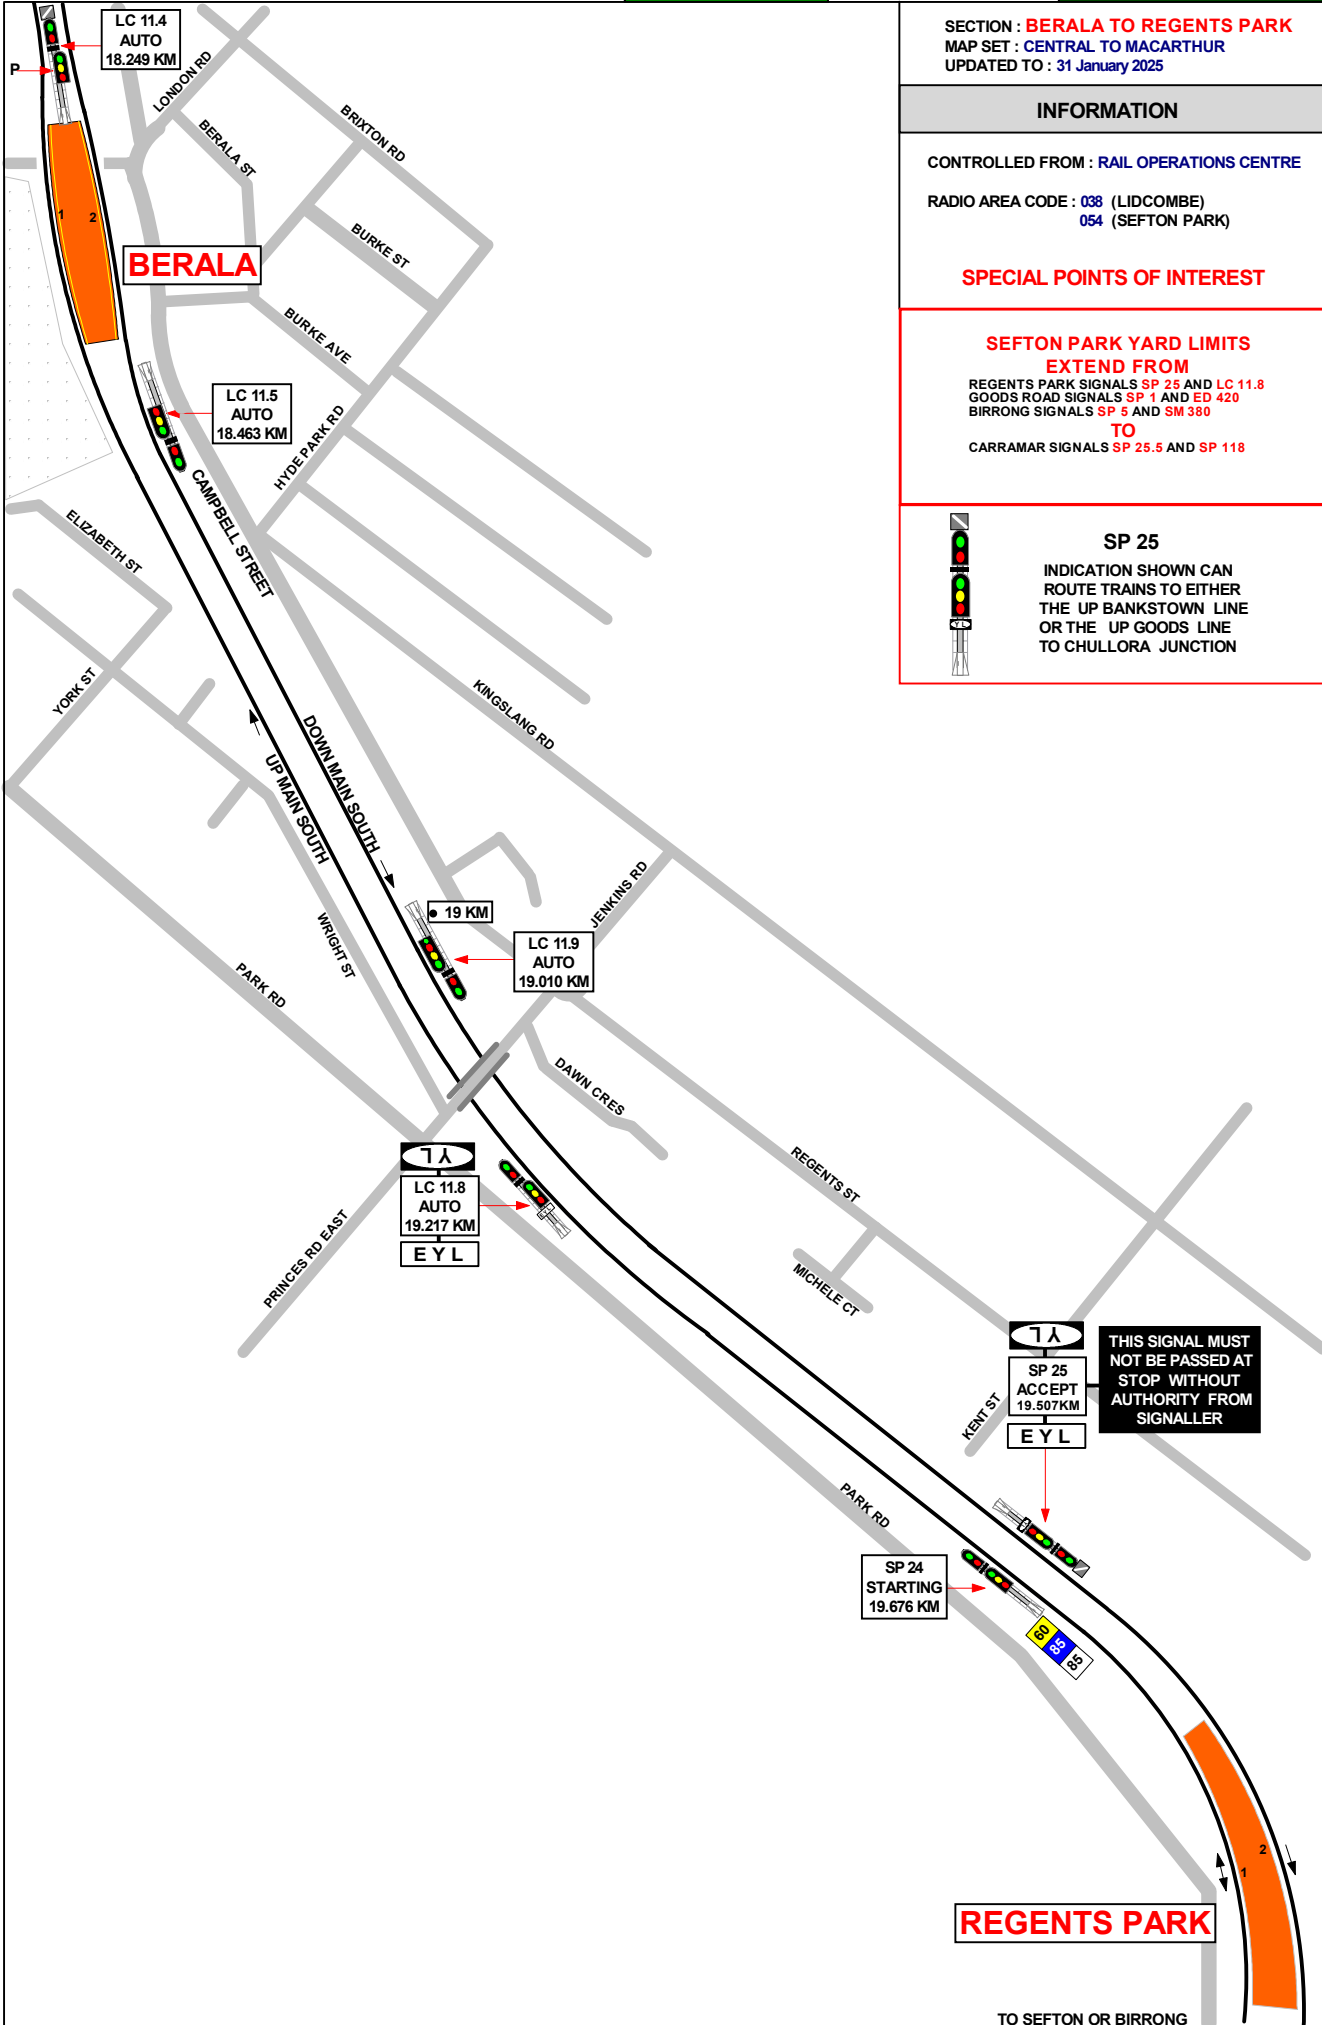 SECTION : BERALA TO REGENTS PARK
MAP SET : CENTRAL TO MACARTHUR
UPDATED TO : 31 January 2025
INFORMATION
CONTROLLED FROM : RAIL OPERATIONS CENTRE
RADIO AREA CODE : 038 (LIDCOMBE)
054 (SEFTON PARK)
SPECIAL POINTS OF INTEREST
SEFTON PARK YARD LIMITS
EXTEND FROM
REGENTS PARK SIGNALS SP 25 AND LC 11.8
GOODS ROAD SIGNALS SP 1 AND ED 420
BIRRONG SIGNALS SP 5 AND SM 380
TO
CARRAMAR SIGNALS SP 25.5 AND SP 118
SP 25
INDICATION SHOWN CAN
ROUTE TRAINS TO EITHER
THE UP BANKSTOWN LINE
OR THE UP GOODS LINE
TO CHULLORA JUNCTION
Y L
LC 11.4
AUTO
18.249 KM
P
LONDON RD
BRIXTON RD
BERALA ST
1
2
BERALA
BURKE ST
BURKE AVE
LC 11.5
AUTO
18.463 KM
HYDE PARK RD
CAMPBELL STREET
ELIZABETH ST
YORK ST
KINGSLANG RD
UP MAIN SOUTH
DOWN MAIN SOUTH
JENKINS RD
19 KM
LC 11.9
AUTO
19.010 KM
WRIGHT ST
PARK RD
DAWN CRES
YL
LC 11.8
AUTO
19.217 KM
E Y L
PRINCES RD EAST
REGENTS ST
MICHELE CT
YL
SP 25
ACCEPT
19.507KM
E Y L
THIS SIGNAL MUST
NOT BE PASSED AT
STOP WITHOUT
AUTHORITY FROM
SIGNALLER
KENT ST
PARK RD
SP 24
STARTING
19.676 KM
60
85
85
2
1
REGENTS PARK
TO SEFTON OR BIRRONG